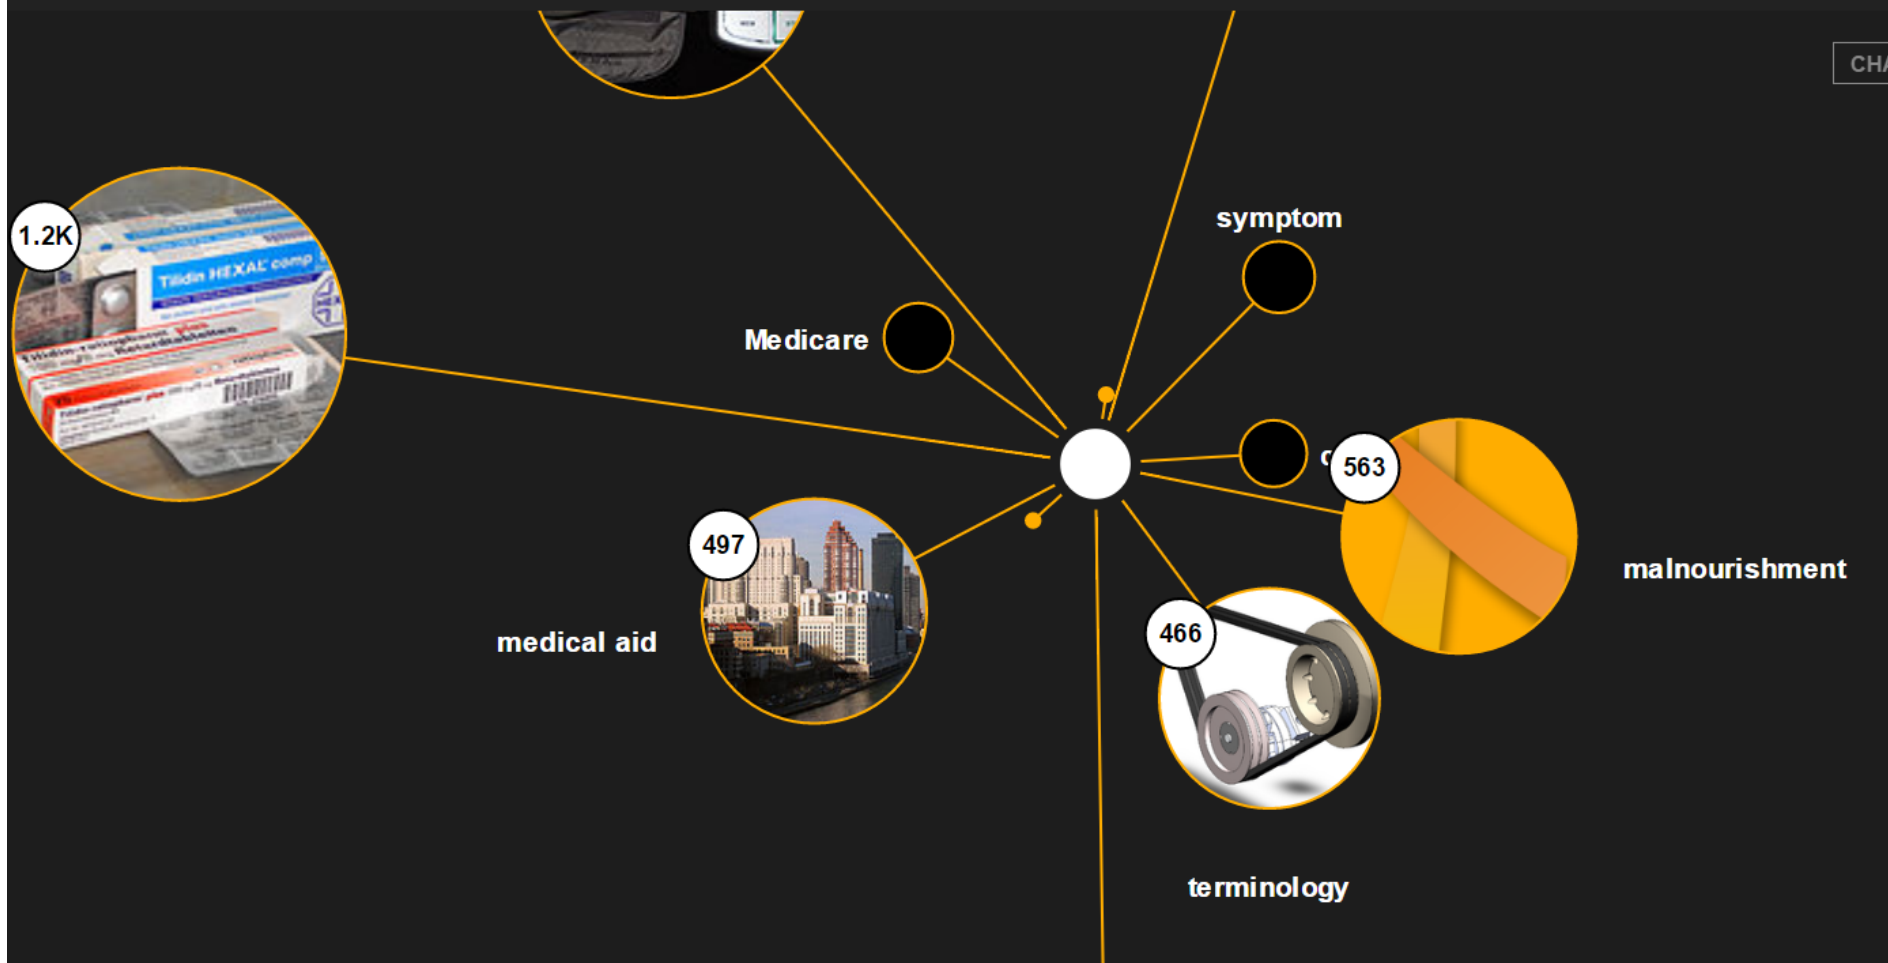 CHA
symptom
1.2K
Tilidin HEXAL comp
Medicare
563
497
malnourishment
medical aid
466
terminology